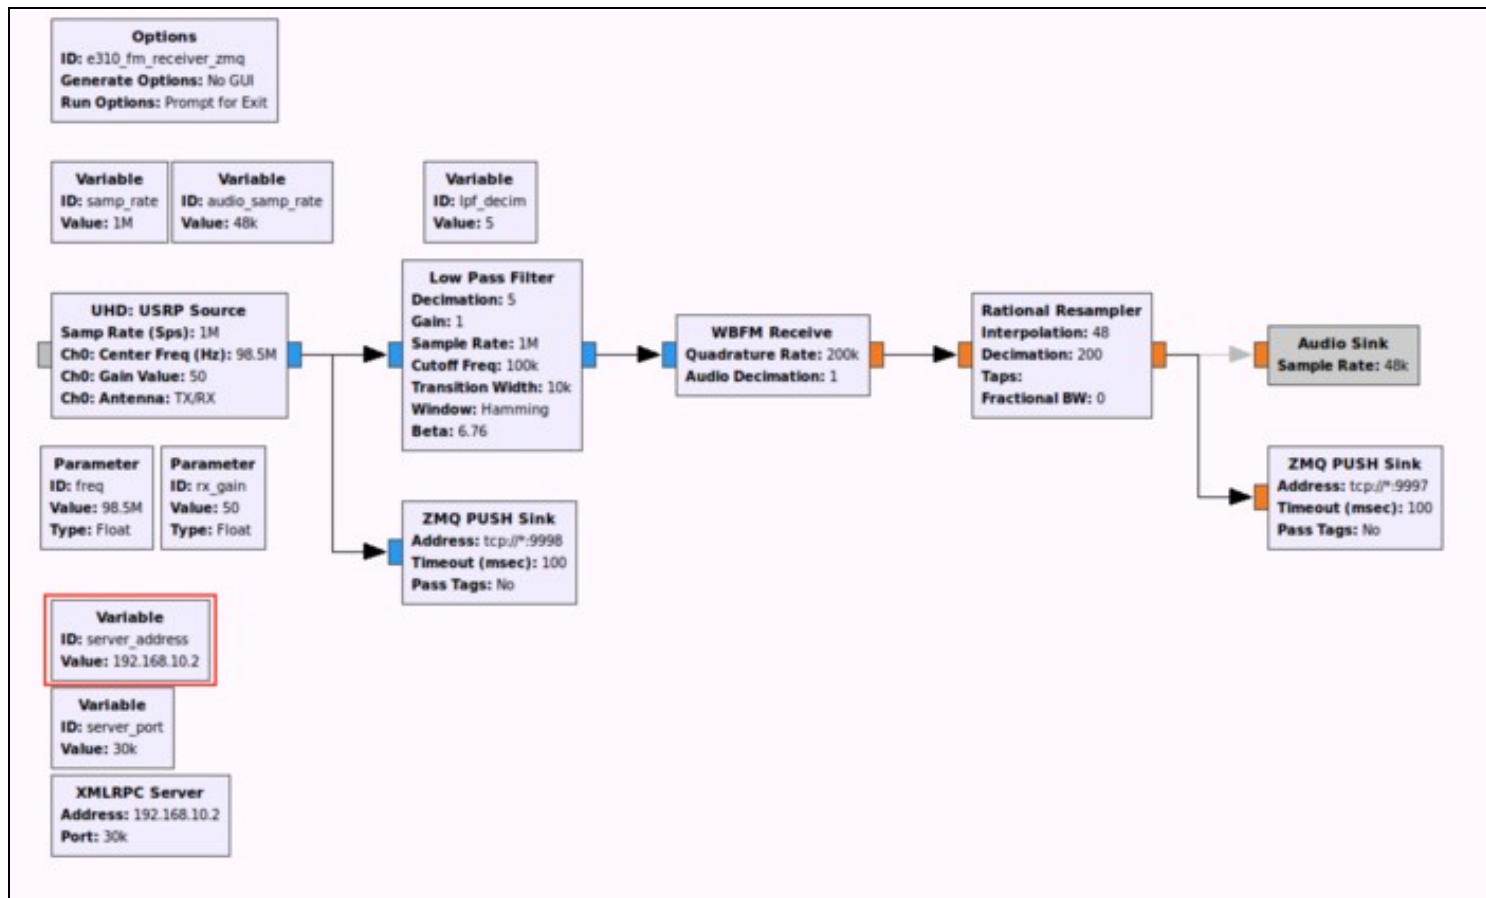 Options
ID: e310_fm_receiver_zmq
Generate Options: No GUI
Run Options: Prompt for Exit
Variable
ID: samp_rate
Value: 1M
Variable
ID: audio_samp_rate
Value: 48k
Variable
ID: lpf_decim
Value: 5
UHD: USRP Source
Samp Rate (Sps): 1M
Ch0: Center Freq (Hz): 98.5M
Ch0: Gain Value: 50
Ch0: Antenna: TX/RX
Low Pass Filter
Decimation: 5
Gain: 1
Sample Rate: 1M
Cutoff Freq: 100k
Transition Width: 10k
Window: Hamming
Beta: 6.76
WBFM Receive
Quadrature Rate: 200k
Audio Decimation: 1
Rational Resampler
Interpolation: 48
Decimation: 200
Taps:
Fractional BW: 0
Audio Sink
Sample Rate: 48k
Parameter
ID: freq
Value: 98.5M
Type: Float
Parameter
ID: rx_gain
Value: 50
Type: Float
ZMQ PUSH Sink
Address: tcp://*:9998
Timeout (msec): 100
Pass Tags: No
ZMQ PUSH Sink
Address: tcp://*:9997
Timeout (msec): 100
Pass Tags: No
Variable
ID: server_address
Value: 192.168.10.2
Variable
ID: server_port
Value: 30k
XMLRPC Server
Address: 192.168.10.2
Port: 30k